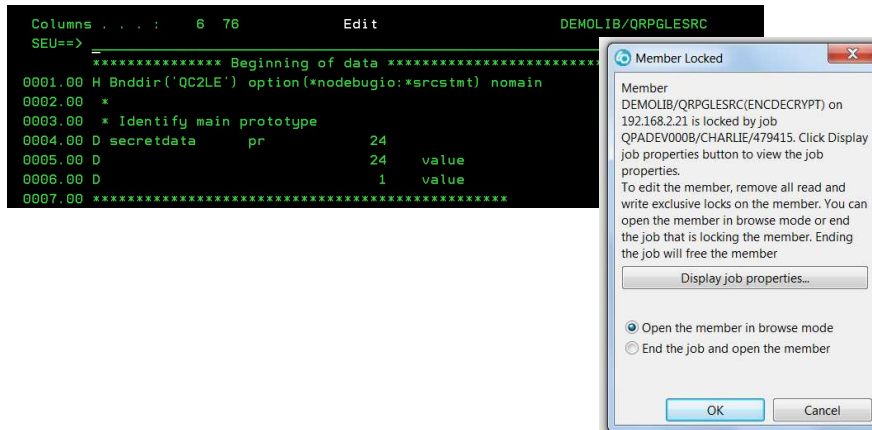 Columns . . . :    6  76            Edit                          DEMOLIB/QRPGLESRC
SEU==>
*************** Beginning of data ***************************
0001.00 H Bnddir('QC2LE') option(*nodebugio:*srcstmt) nomain
0002.00  *
0003.00  * Identify main prototype
0004.00 D secretdata      pr            24
0005.00 D                               24    value
0006.00 D                                1    value
0007.00 **************************************************
Member Locked
Member
DEMOLIB/QRPGLESRC(ENCDECRYPT) on
192.168.2.21 is locked by job
QPADEV000B/CHARLIE/479415. Click Display
job properties button to view the job
properties.
To edit the member, remove all read and
write exclusive locks on the member. You can
open the member in browse mode or end
the job that is locking the member. Ending
the job will free the member
Display job properties...
Open the member in browse mode
End the job and open the member
OK
Cancel